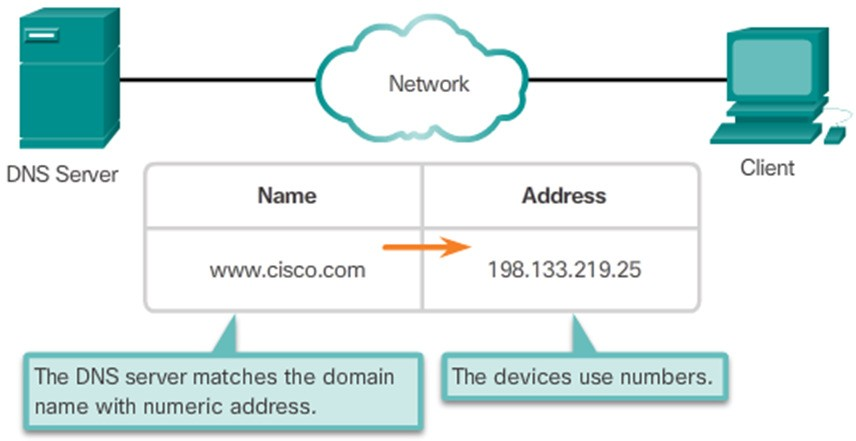 Network
DNS Server
Client
Name
Address
www.cisco.com
198.133.219.25
The DNS server matches the domain
name with numeric address.
The devices use numbers.